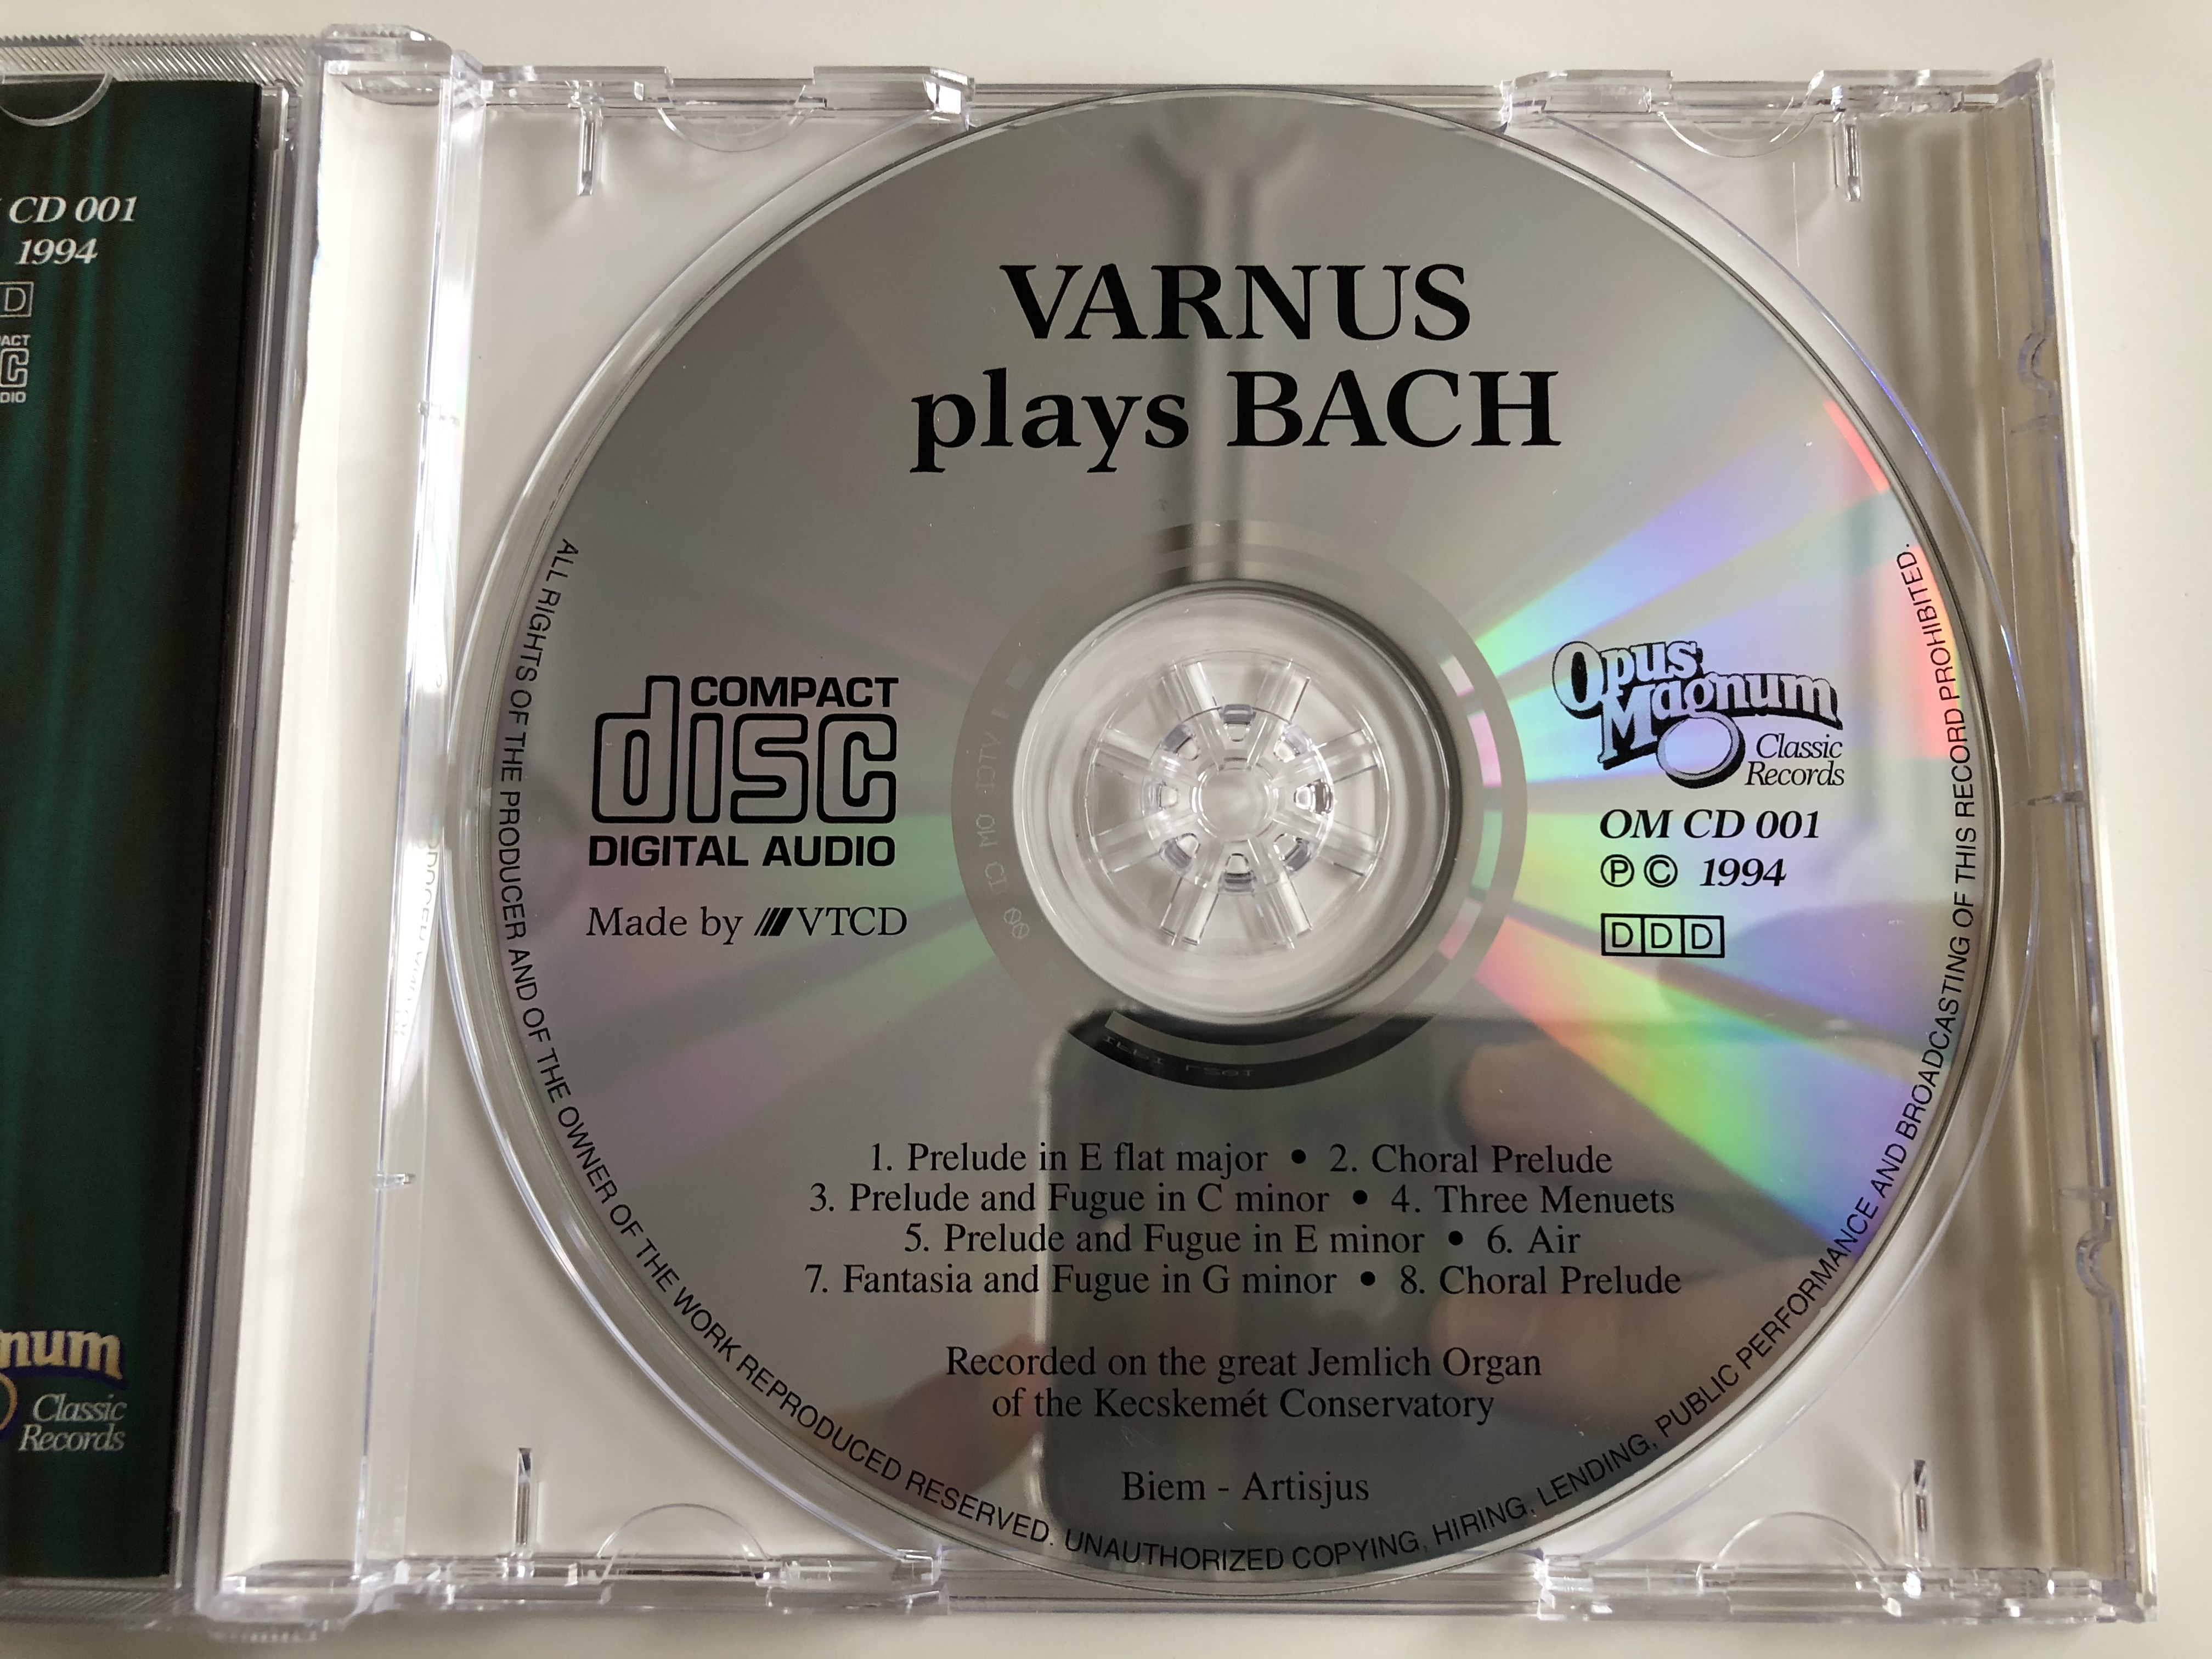 CD 001
1994
D
VARNUS
plays BACH
COMPACT
disc
DIGITAL AUDIO
Made by VTCD
Opus
Magnum
Classic
Records
OM CD 001
Ⓟ © 1994
DDD
1. Prelude in E flat major • 2. Choral Prelude
3. Prelude and Fugue in C minor • 4. Three Menuets
5. Prelude and Fugue in E minor • 6. Air
7. Fantasia and Fugue in G minor • 8. Choral Prelude
Recorded on the great Jemlich Organ
of the Kecskemét Conservatory
Biem - Artisjus
ALL RIGHTS OF THE PRODUCER AND OF THE OWNER OF THE WORK REPRODUCED RESERVED. UNAUTHORIZED COPYING, HIRING, LENDING, PUBLIC PERFORMANCE AND BROADCASTING OF THIS RECORD PROHIBITED.
Classic
Records